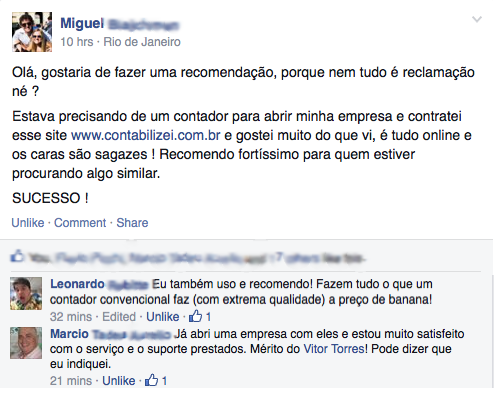 Miguel
10 hrs · Rio de Janeiro
Olá, gostaria de fazer uma recomendação, porque nem tudo é reclamação
né ?
Estava precisando de um contador para abrir minha empresa e contratei
esse site www.contabilizei.com.br e gostei muito do que vi, é tudo online e
os caras são sagazes ! Recomendo fortíssimo para quem estiver
procurando algo similar.
SUCESSO !
Unlike · Comment · Share
You,
Leonardo Eu também uso e recomendo! Fazem tudo o que um
contador convencional faz (com extrema qualidade) a preço de banana!
32 mins · Edited · Unlike · 1
Marcio Já abri uma empresa com eles e estou muito satisfeito
com o serviço e o suporte prestados. Mérito do Vitor Torres! Pode dizer que
eu indiquei.
21 mins · Unlike · 1